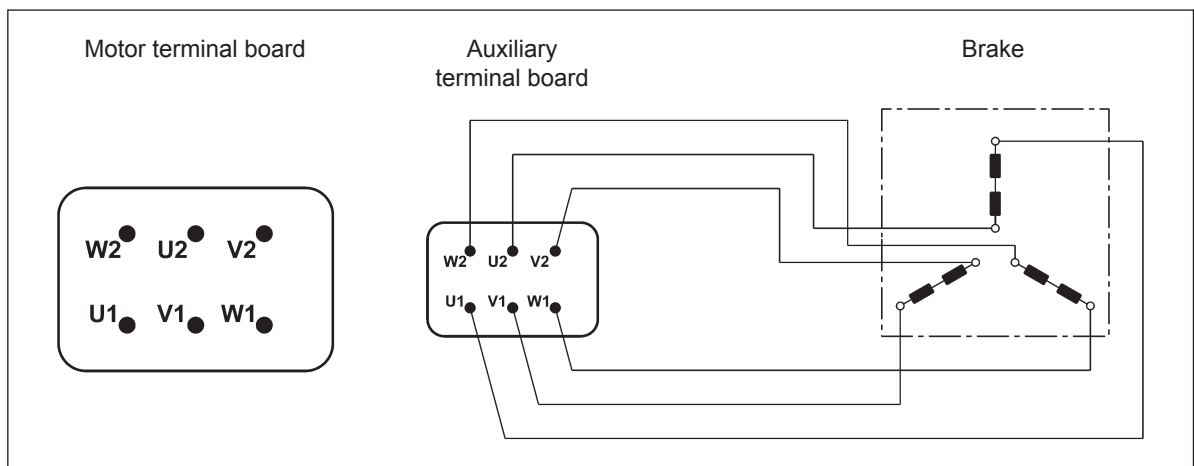 Motor terminal board
Auxiliary
terminal board
Brake
W2 U2 V2
U1 V1 W1
W2 U2 V2
U1 V1 W1